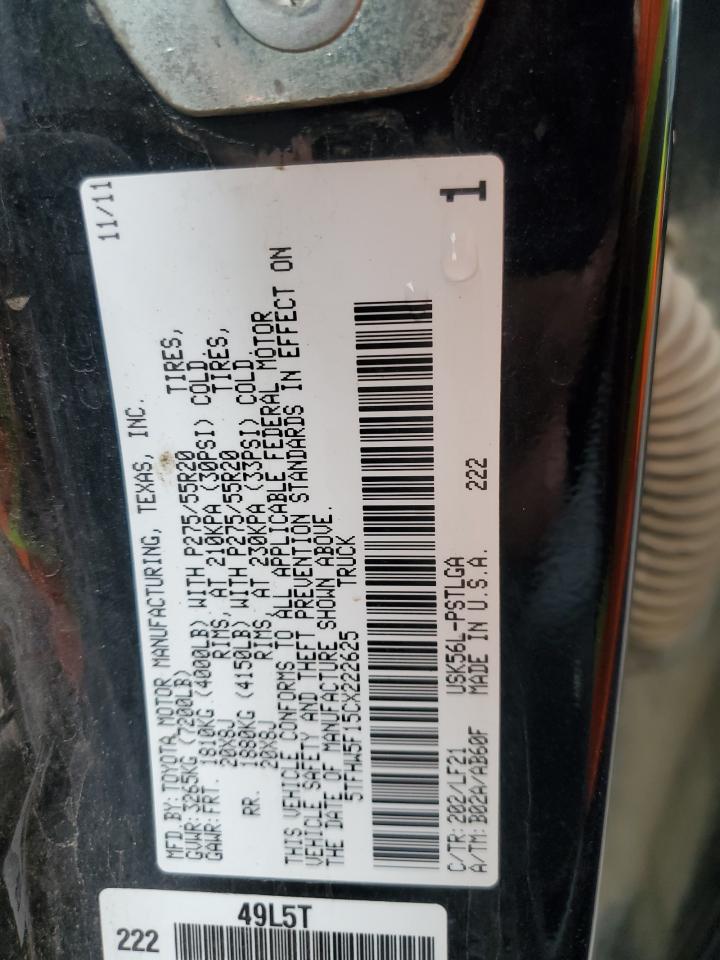 MFD BY: TOYOTA MOTOR MANUFACTURING, TEXAS, INC. 11/11
GVWR: 3265KG (7200LB)
GAWR: FRT. 1810KG (4000LB) WITH P275/55R20 TIRES,
20X8J RIMS, AT 210KPA (30PSI) COLD.
RR. 1880KG (4150LB) WITH P275/55R20 TIRES,
20X8J RIMS, AT 230KPA (33PSI) COLD.
THIS VEHICLE CONFORMS TO ALL APPLICABLE FEDERAL MOTOR
VEHICLE SAFETY AND THEFT PREVENTION STANDARDS IN EFFECT ON
THE DATE OF MANUFACTURE SHOWN ABOVE.
5TFHW5F15CX222625 TRUCK
C/TR: 202/LF21 USK56L-PSTLGA
A/TM: B02A/AB60F MADE IN U.S.A. 222
1
49L5T
222